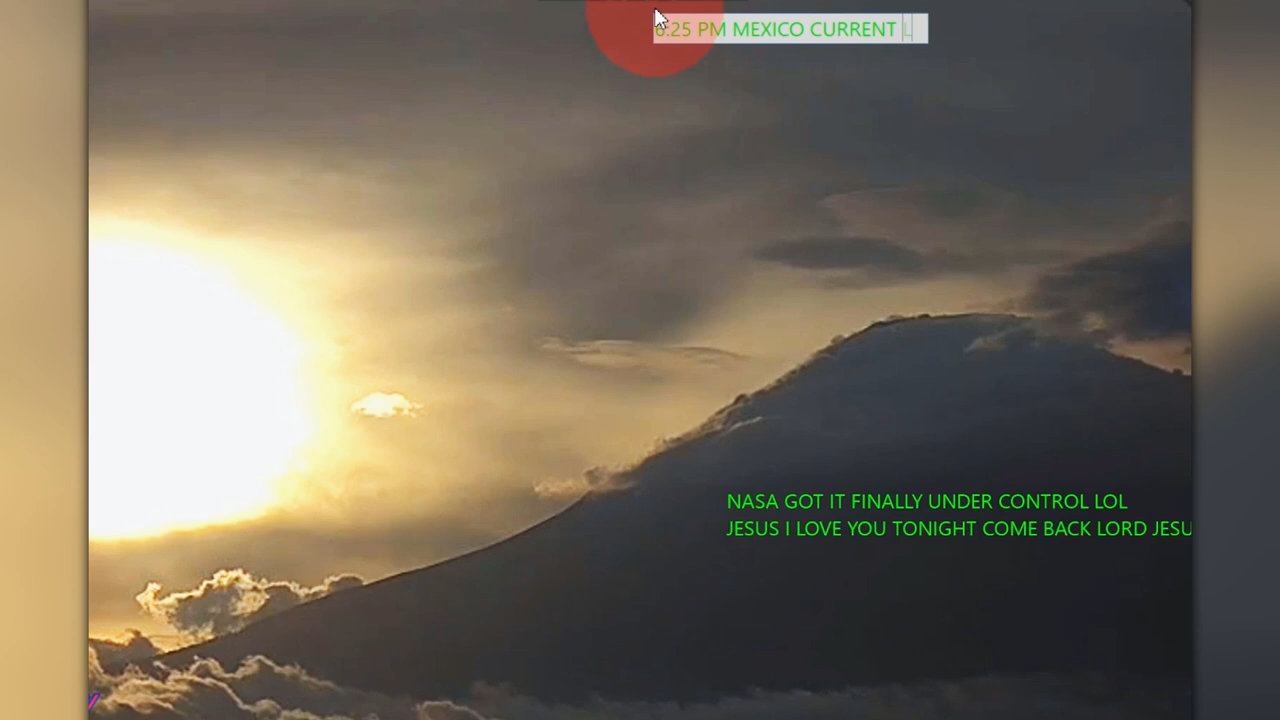 6:25 PM MEXICO CURRENT L
NASA GOT IT FINALLY UNDER CONTROL LOL
JESUS I LOVE YOU TONIGHT COME BACK LORD JESU